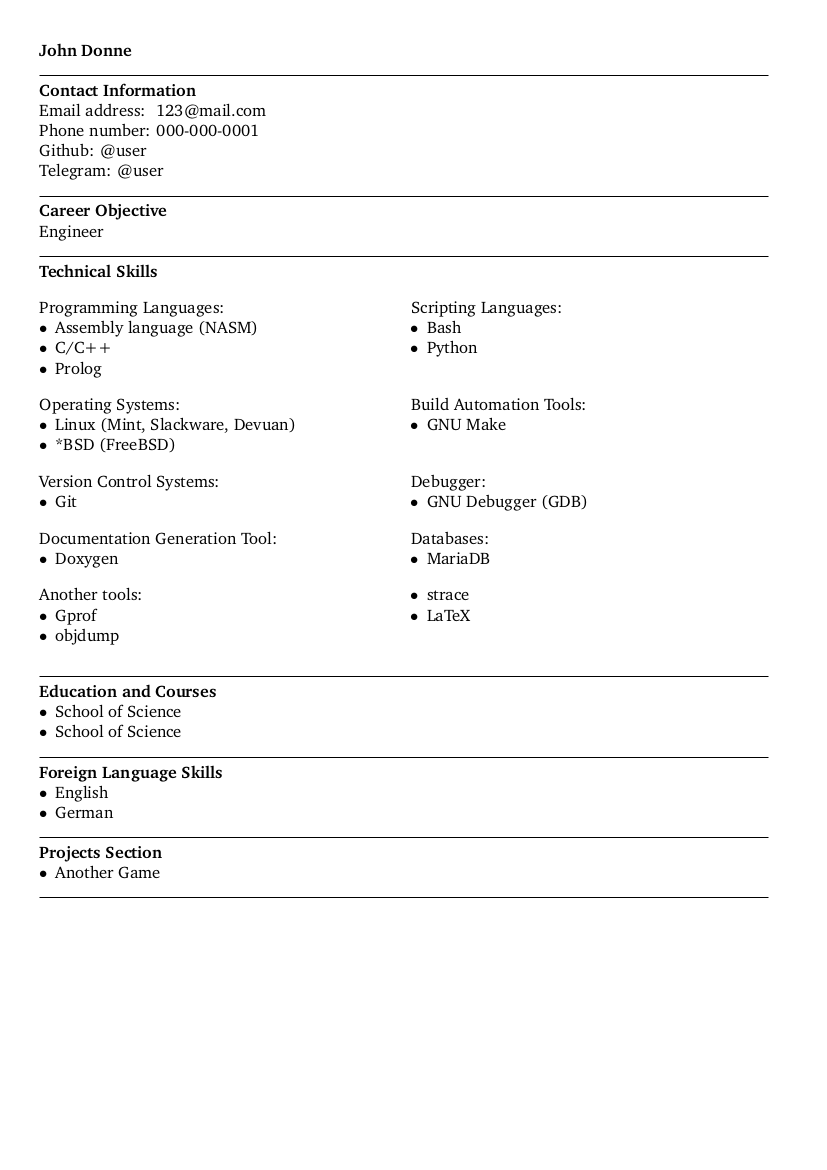 John Donne
Contact Information
Email address: 123@mail.com
Phone number: 000-000-0001
Github: @user
Telegram: @user
Career Objective
Engineer
Technical Skills
Programming Languages:
• Assembly language (NASM)
• C/C++
• Prolog
Scripting Languages:
• Bash
• Python
Operating Systems:
• Linux (Mint, Slackware, Devuan)
• *BSD (FreeBSD)
Build Automation Tools:
• GNU Make
Version Control Systems:
• Git
Debugger:
• GNU Debugger (GDB)
Documentation Generation Tool:
• Doxygen
Databases:
• MariaDB
Another tools:
• Gprof
• objdump
• strace
• LaTeX
Education and Courses
• School of Science
• School of Science
Foreign Language Skills
• English
• German
Projects Section
• Another Game